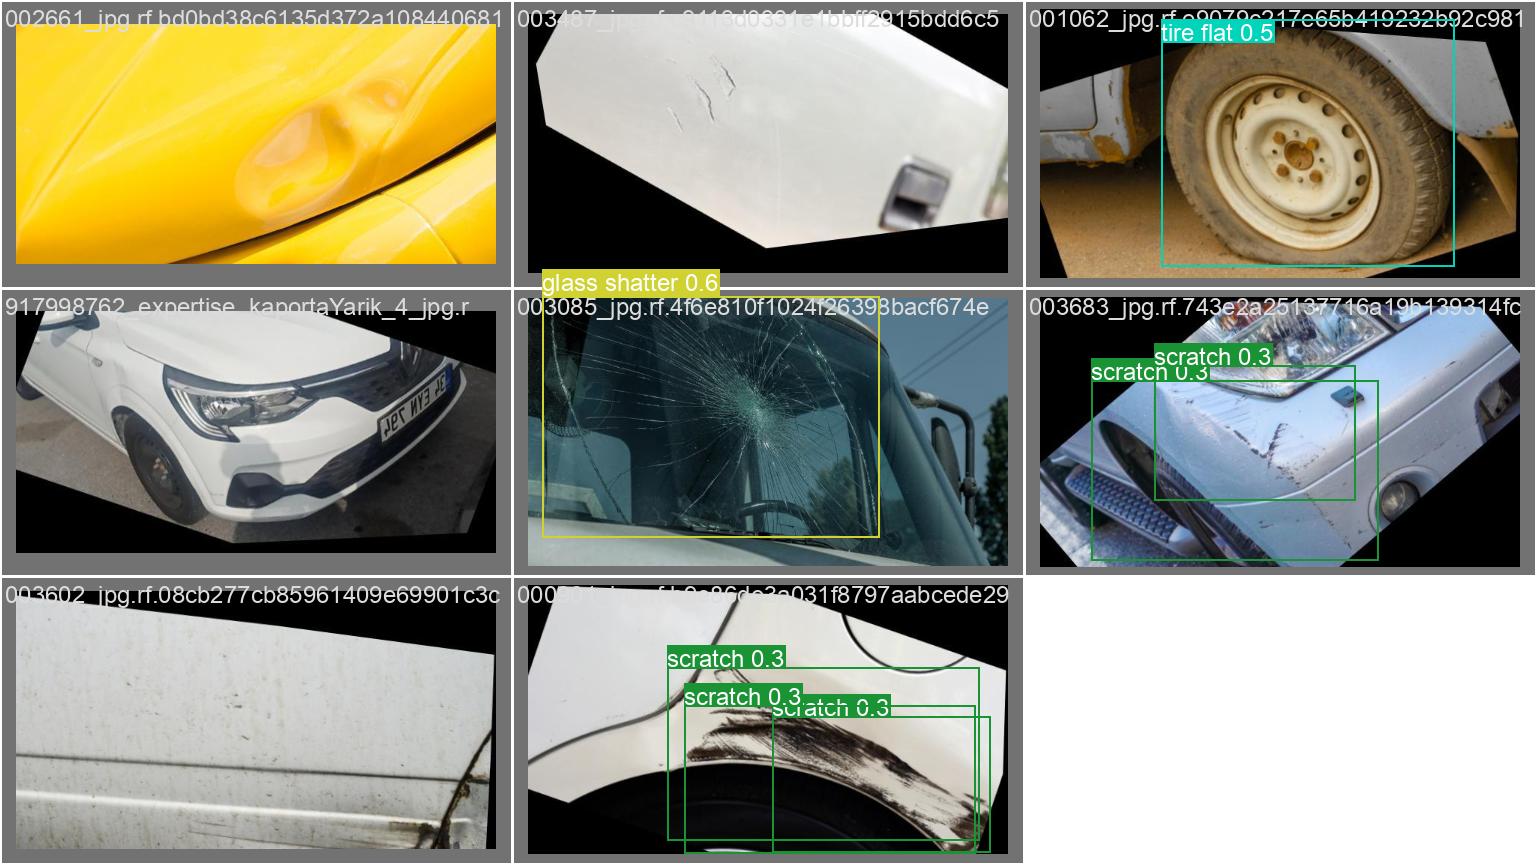 002661_jpg.rf.bd0bd38c6135d372a108440681
001062_jpg.rf.
tire flat 0.5
917998762_expertise_kaportaYarik_4_jpg.r
glass shatter 0.6
003085_jpg.rf.4f6e810f1024f26393bacf674e
003683_jpg.rf.743e2a25137716a19b139314fc
scratch 0.3
scratch 0.3
003602_jpg.rf.08cb277cb85961409e69901c3c
scratch 0.3
scratch 0.3
scratch 0.3